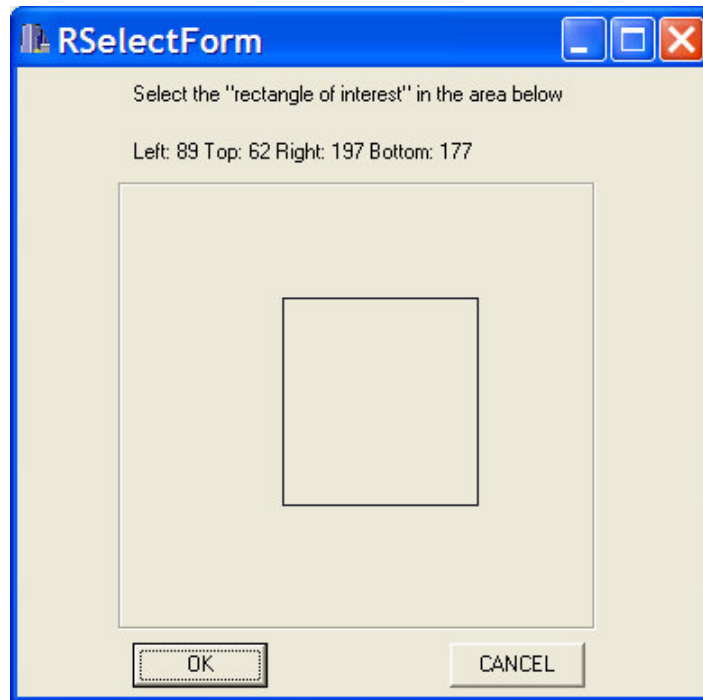 RSelectForm
Select the "rectangle of interest" in the area below
Left: 89 Top: 62 Right: 197 Bottom: 177
OK
CANCEL